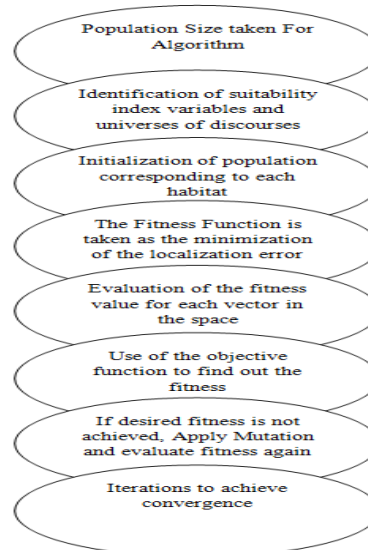 Population Size taken For
Algorithm
Identification of suitability
index variables and
universes of discourses
Initialization of population
corresponding to each
habitat
The Fitness Function is
taken as the minimization
of the localization error
Evaluation of the fitness
value for each vector in
the space
Use of the objective
function to find out the
fitness
If desired fitness is not
achieved, Apply Mutation
and evaluate fitness again
Iterations to achieve
convergence